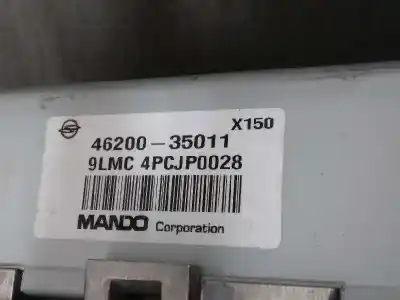 X150
46200-35011
9LMC 4PCJP0028
MANDO Corporation